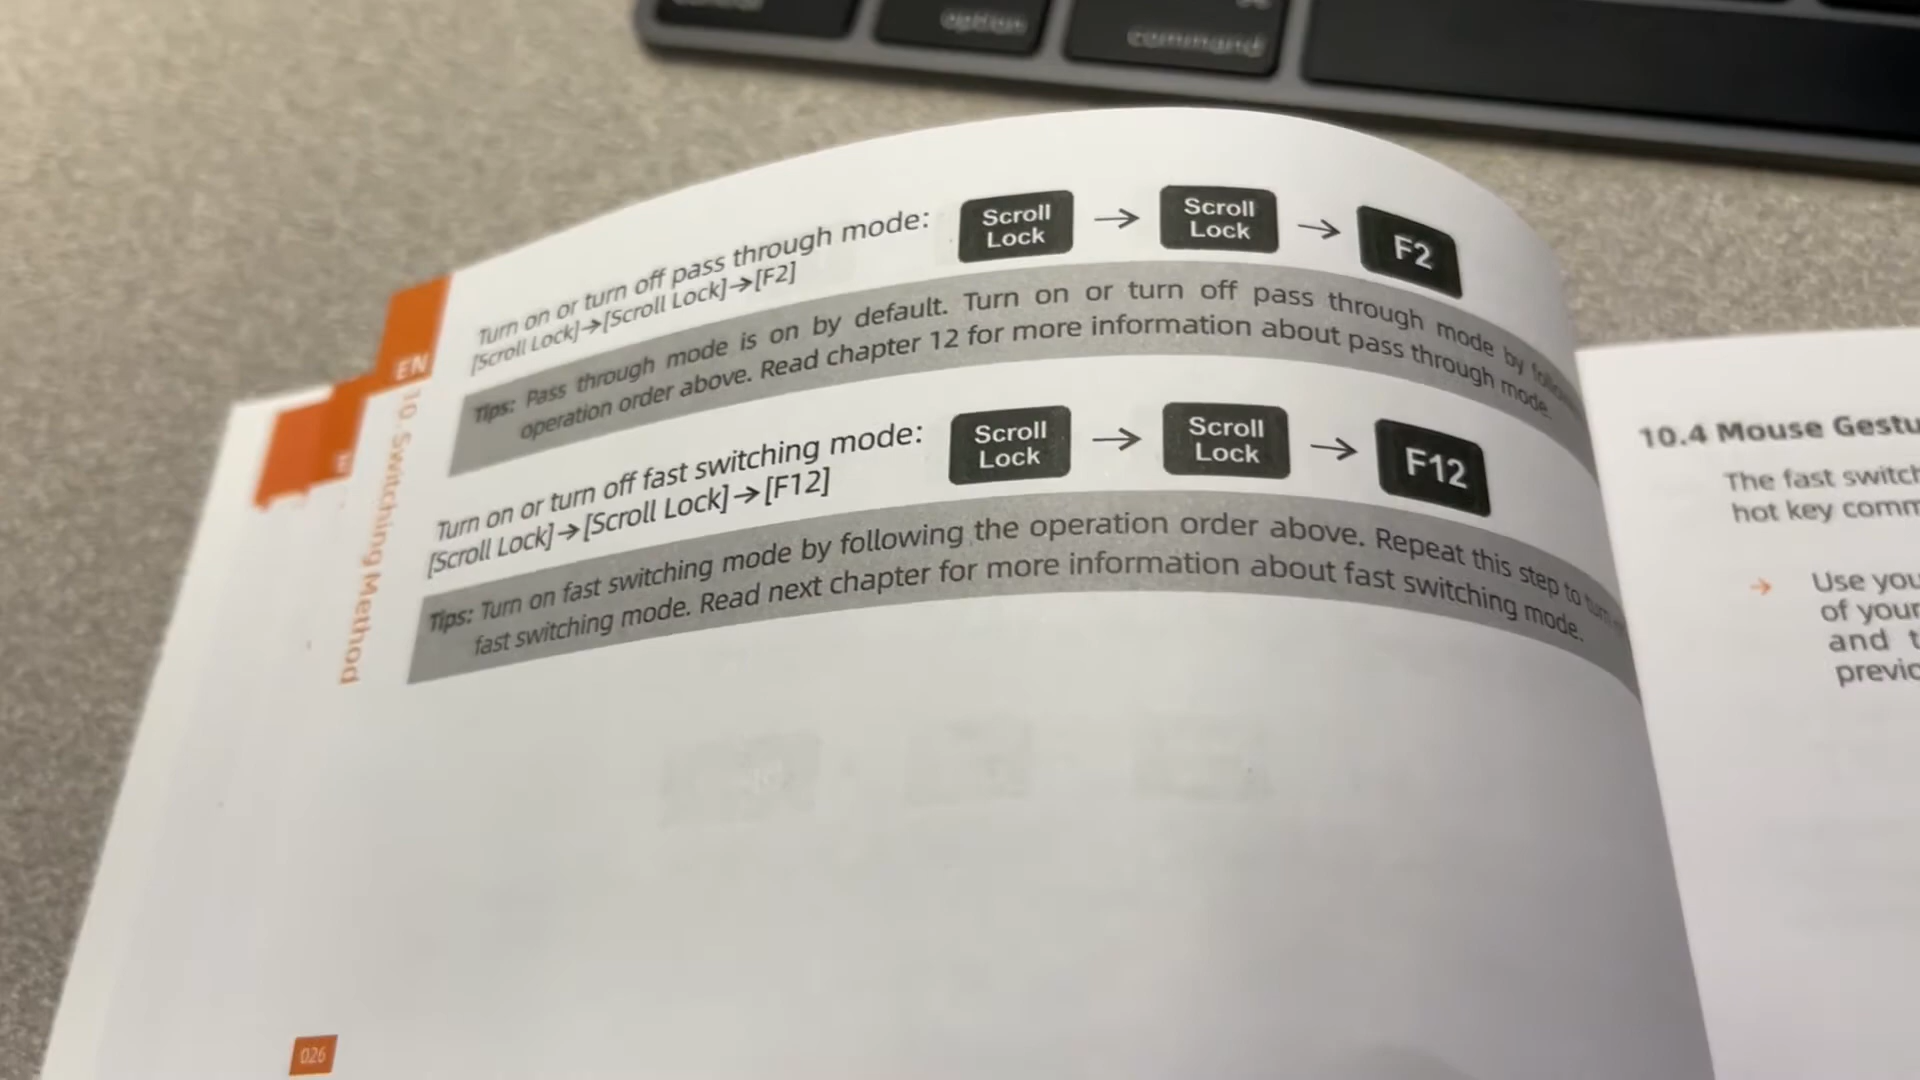 option
command
Turn on or turn off pass through mode:
[Scroll Lock]→[Scroll Lock]→[F2]
Scroll
Lock
→
Scroll
Lock
→
F2
Tips: Pass through mode is on by default. Turn on or turn off pass through mode by
operation order above. Read chapter 12 for more information about pass through mode.
Turn on or turn off fast switching mode:
[Scroll Lock]→[Scroll Lock]→[F12]
Scroll
Lock
→
Scroll
Lock
→
F12
Tips: Turn on fast switching mode by following the operation order above. Repeat this step to
fast switching mode. Read next chapter for more information about fast switching mode.
EN
10. Switching Method
026
10.4 Mouse Gestu
The fast switch
hot key comm
→ Use you
of your
and t
previo